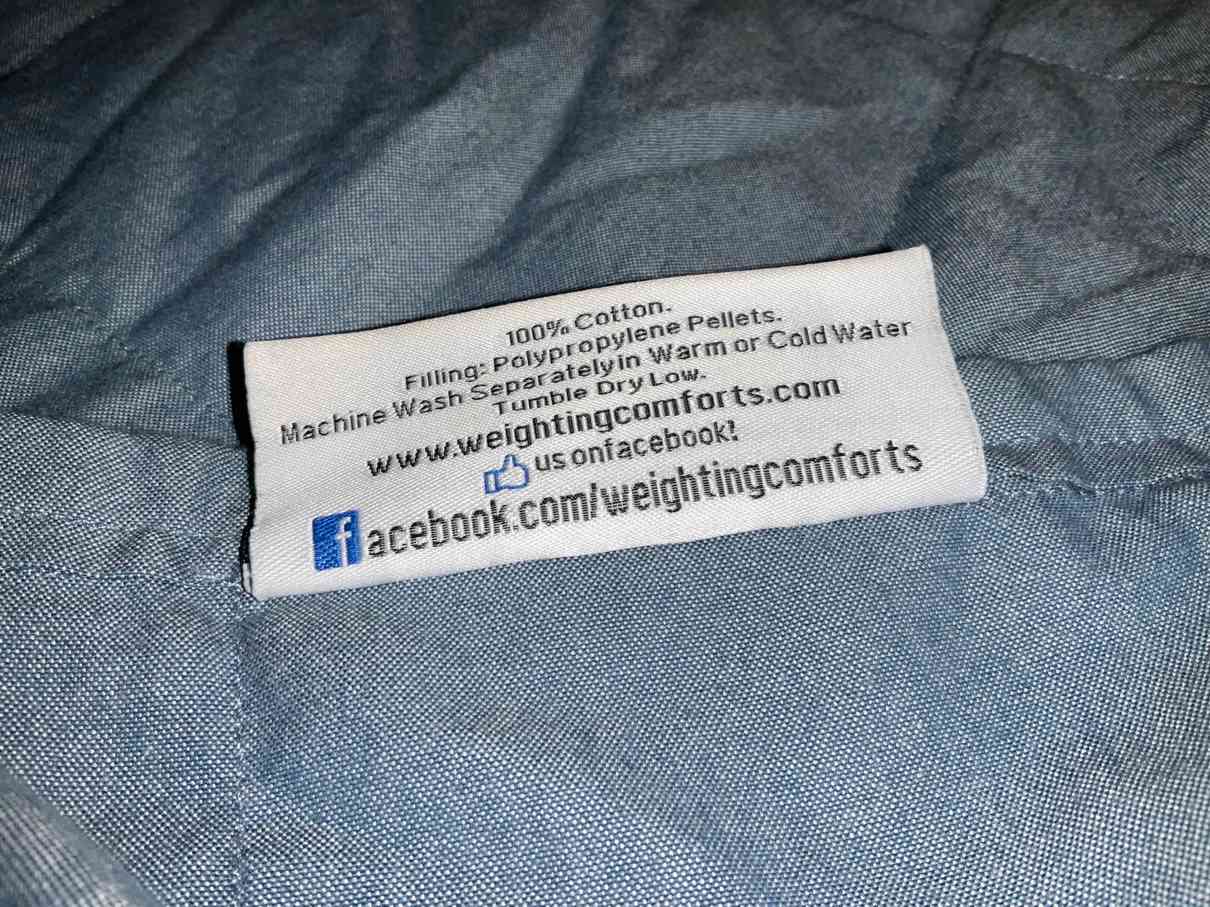 100% Cotton.
Filling: Polypropylene Pellets.
Machine Wash Separately in Warm or Cold Water
Tumble Dry Low.
www.weightingcomforts.com
us on facebook!
facebook.com/weightingcomforts